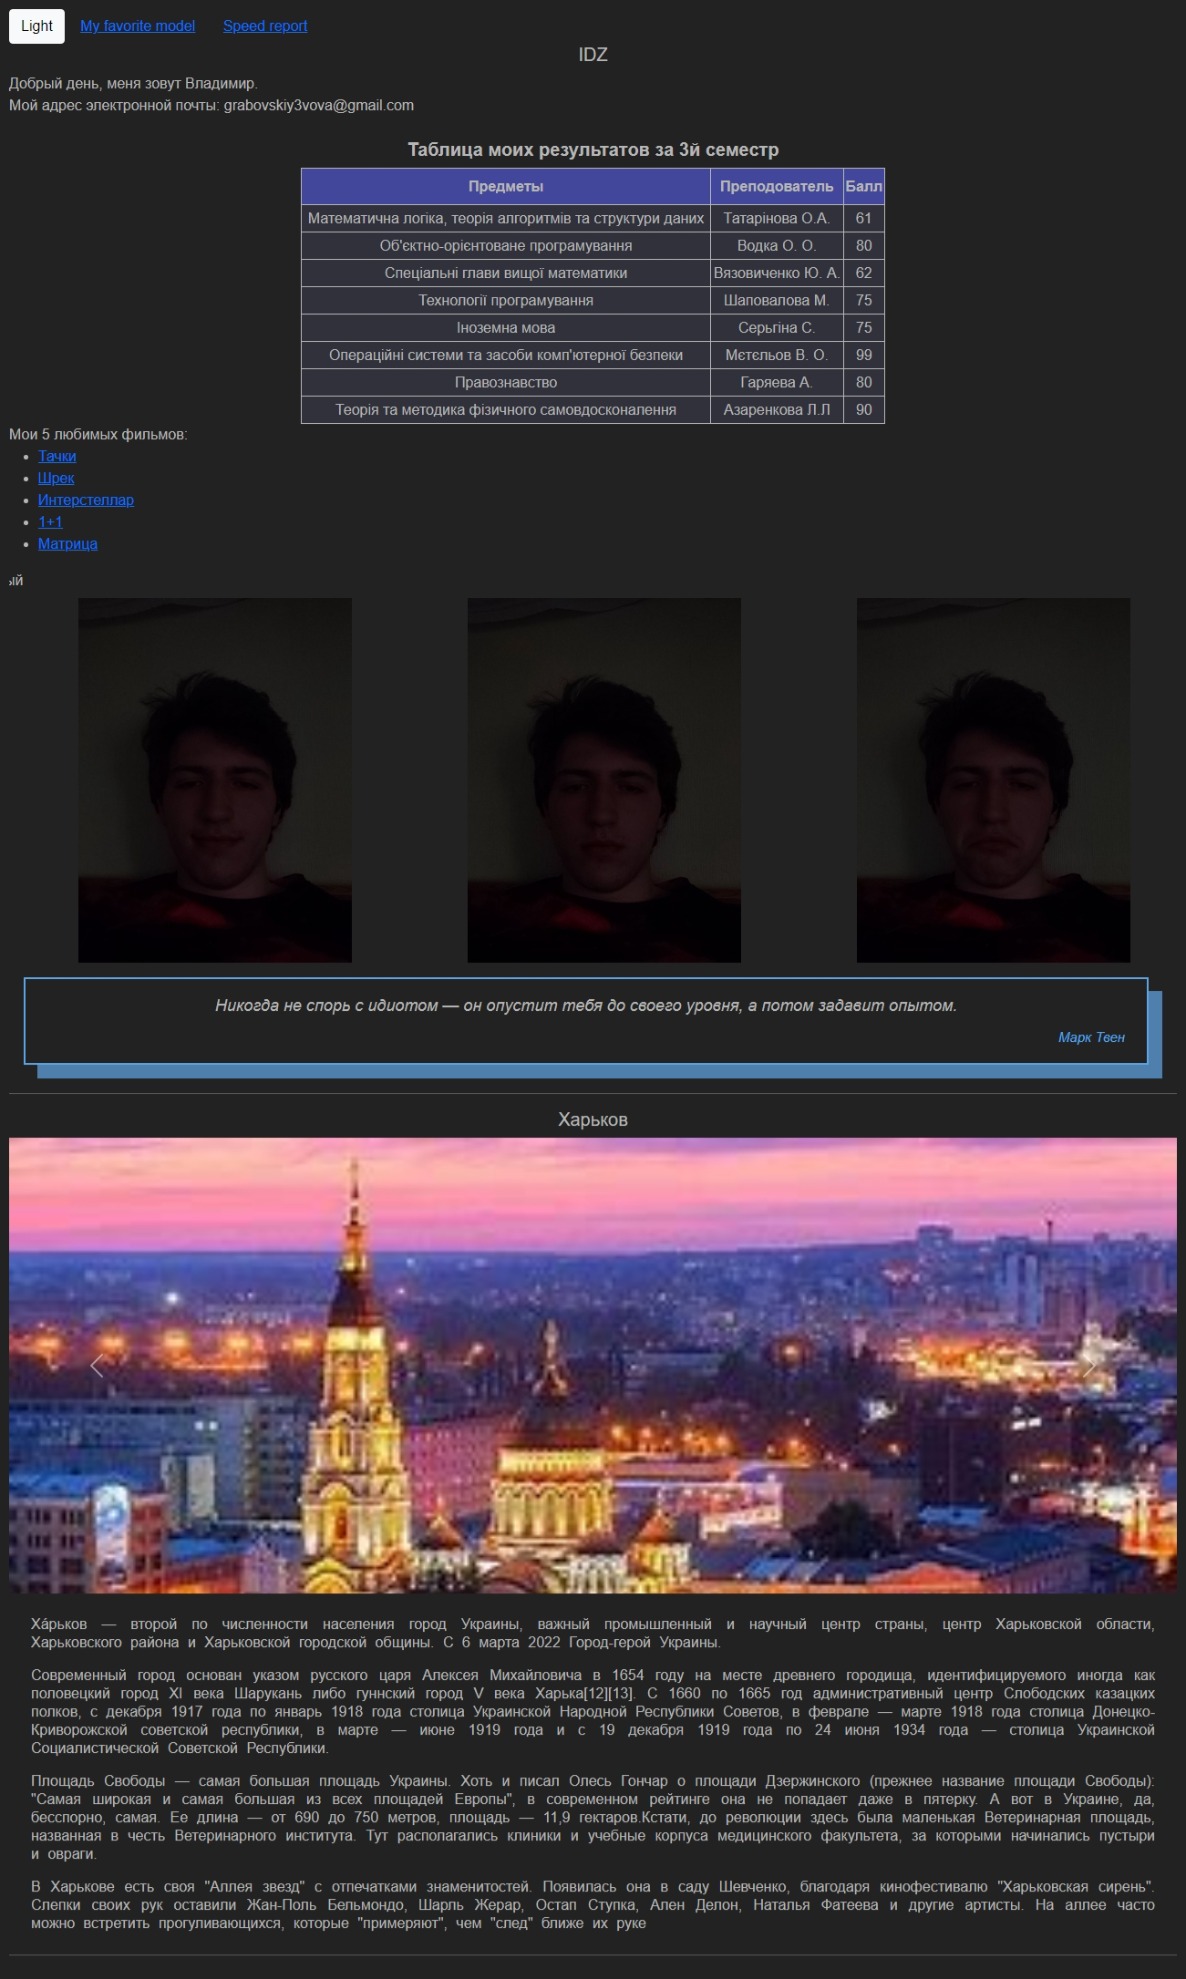 Light My favorite model Speed report
IDZ
Добрый день, меня зовут Владимир.
Мой адрес электронной почты: grabovskiy3vova@gmail.com
Таблица моих результатов за 3й семестр
Предметы Преподователь Балл
Математична логіка, теорія алгоритмів та структури даних Татарінова О.А. 61
Об'єктно-орієнтоване програмування Водка О. О. 80
Спеціальні глави вищої математики Вязовиченко Ю. А. 62
Технології програмування Шаповалова М. 75
Іноземна мова Серьгіна С. 75
Операційні системи та засоби комп'ютерної безпеки Мєтєльов В. О. 99
Правознавство Гаряева А. 80
Теорія та методика фізичного самовдосконалення Азаренкова Л.Л 90
Мои 5 любимых фильмов:
Тачки
Шрек
Интерстеллар
1+1
Матрица
ый
Никогда не спорь с идиотом — он опустит тебя до своего уровня, а потом задавит опытом.
Марк Твен
Харьков
Ха́рьков — второй по численности населения город Украины, важный промышленный и научный центр страны, центр Харьковской области,
Харьковского района и Харьковской городской общины. С 6 марта 2022 Город-герой Украины.
Современный город основан указом русского царя Алексея Михайловича в 1654 году на месте древнего городища, идентифицируемого иногда как
половецкий город XI века Шарукань либо гуннский город V века Харька[12][13]. С 1660 по 1665 год административный центр Слободских казацких
полков, с декабря 1917 года по январь 1918 года столица Украинской Народной Республики Советов, в феврале — марте 1918 года столица Донецко-
Криворожской советской республики, в марте — июне 1919 года и с 19 декабря 1919 года по 24 июня 1934 года — столица Украинской
Социалистической Советской Республики.
Площадь Свободы — самая большая площадь Украины. Хоть и писал Олесь Гончар о площади Дзержинского (прежнее название площади Свободы):
"Самая широкая и самая большая из всех площадей Европы", в современном рейтинге она не попадает даже в пятерку. А вот в Украине, да,
бесспорно, самая. Ее длина — от 690 до 750 метров, площадь — 11,9 гектаров.Кстати, до революции здесь была маленькая Ветеринарная площадь,
названная в честь Ветеринарного института. Тут располагались клиники и учебные корпуса медицинского факультета, за которыми начинались пустыри
и овраги.
В Харькове есть своя "Аллея звезд" с отпечатками знаменитостей. Появилась она в саду Шевченко, благодаря кинофестивалю "Харьковская сирень".
Слепки своих рук оставили Жан-Поль Бельмондо, Шарль Жерар, Остап Ступка, Ален Делон, Наталья Фатеева и другие артисты. На аллее часто
можно встретить прогуливающихся, которые "примеряют", чем "след" ближе их руке